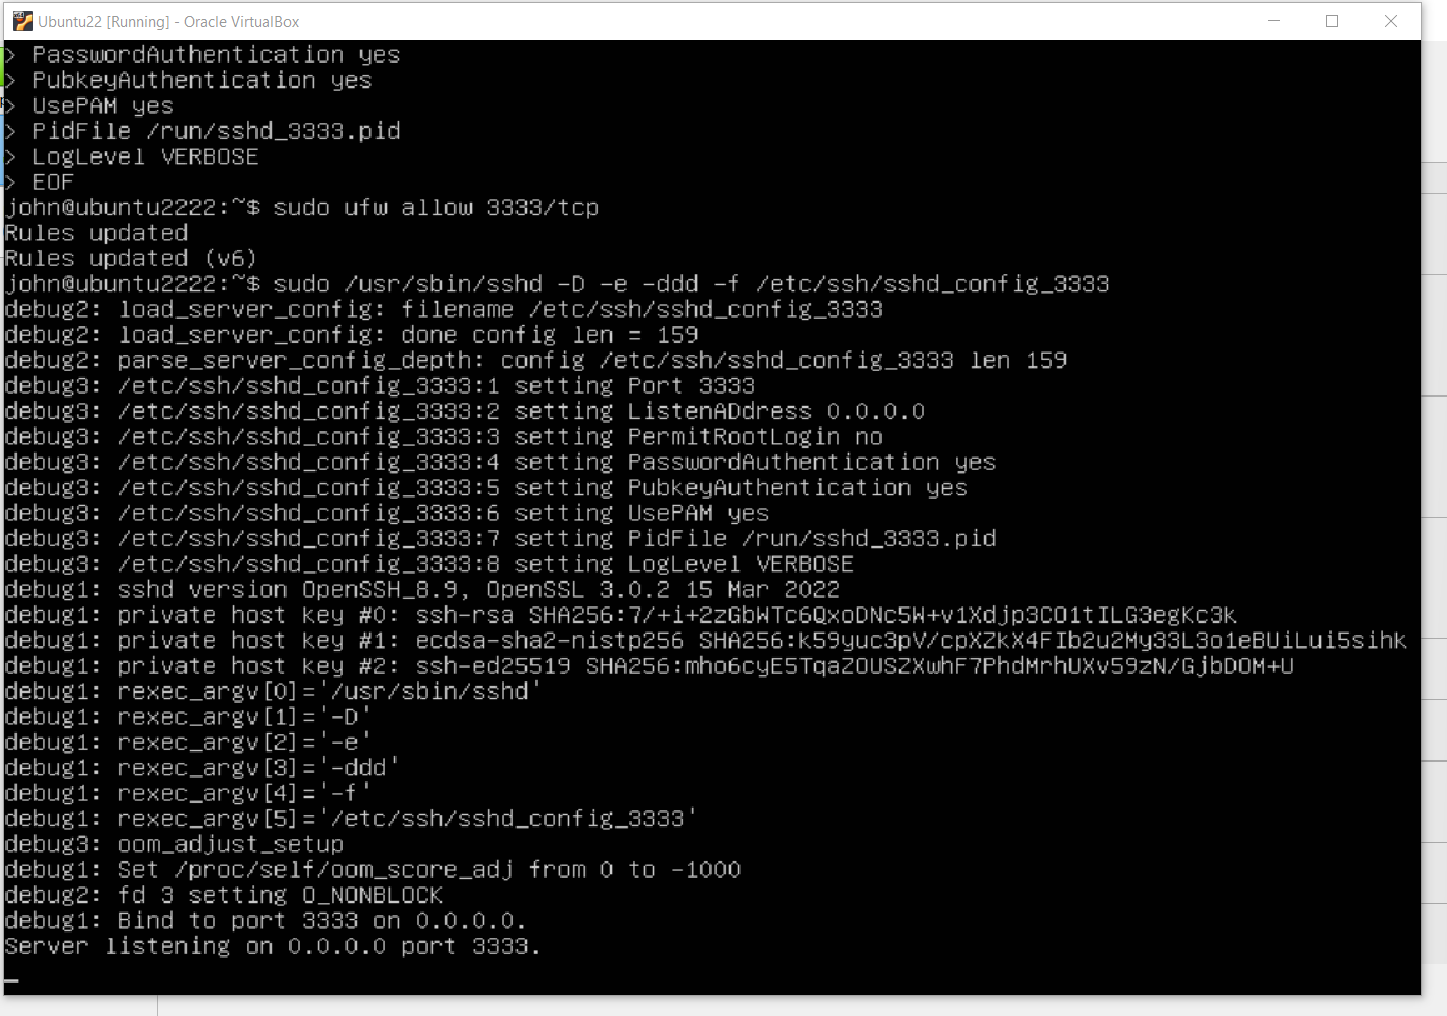 Ubuntu22 [Running] - Oracle VirtualBox
> PasswordAuthentication yes
> PubkeyAuthentication yes
> UsePAM yes
> PidFile /run/sshd_3333.pid
> LogLevel VERBOSE
> EOF
john@ubuntu2222:~$ sudo ufw allow 3333/tcp
Rules updated
Rules updated (v6)
john@ubuntu2222:~$ sudo /usr/sbin/sshd -D -e -ddd -f /etc/ssh/sshd_config_3333
debug2: load_server_config: filename /etc/ssh/sshd_config_3333
debug2: load_server_config: done config len = 159
debug2: parse_server_config_depth: config /etc/ssh/sshd_config_3333 len 159
debug3: /etc/ssh/sshd_config_3333:1 setting Port 3333
debug3: /etc/ssh/sshd_config_3333:2 setting ListenADdress 0.0.0.0
debug3: /etc/ssh/sshd_config_3333:3 setting PermitRootLogin no
debug3: /etc/ssh/sshd_config_3333:4 setting PasswordAuthentication yes
debug3: /etc/ssh/sshd_config_3333:5 setting PubkeyAuthentication yes
debug3: /etc/ssh/sshd_config_3333:6 setting UsePAM yes
debug3: /etc/ssh/sshd_config_3333:7 setting PidFile /run/sshd_3333.pid
debug3: /etc/ssh/sshd_config_3333:8 setting LogLevel VERBOSE
debug1: sshd version OpenSSH_8.9, OpenSSL 3.0.2 15 Mar 2022
debug1: private host key #0: ssh-rsa SHA256:7/+i+2zGbWTc6QxoDNc5W+v1Xdjp3CO1tILG3egKc3k
debug1: private host key #1: ecdsa-sha2-nistp256 SHA256:k59yuc3pV/cpXZkX4FIb2u2My33L3o1eBUiLui5sihk
debug1: private host key #2: ssh-ed25519 SHA256:mho6cyE5TqaZOUSZXwhF7PhdMrhUXv59zN/GjbDOM+U
debug1: rexec_argv[0]='/usr/sbin/sshd'
debug1: rexec_argv[1]='-D'
debug1: rexec_argv[2]='-e'
debug1: rexec_argv[3]='-ddd'
debug1: rexec_argv[4]='-f'
debug1: rexec_argv[5]='/etc/ssh/sshd_config_3333'
debug3: oom_adjust_setup
debug1: Set /proc/self/oom_score_adj from 0 to -1000
debug2: fd 3 setting O_NONBLOCK
debug1: Bind to port 3333 on 0.0.0.0.
Server listening on 0.0.0.0 port 3333.